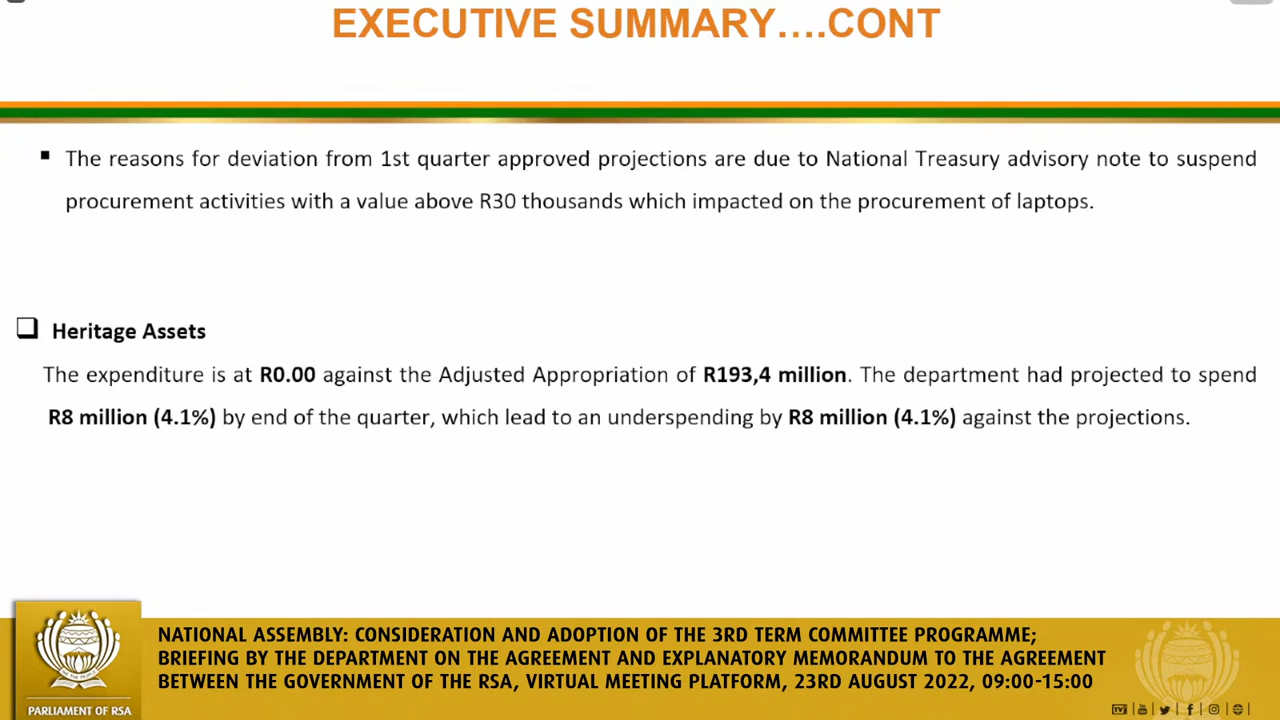 EXECUTIVE SUMMARY....CONT
The reasons for deviation from 1st quarter approved projections are due to National Treasury advisory note to suspend
procurement activities with a value above R30 thousands which impacted on the procurement of laptops.
Heritage Assets
The expenditure is at R0.00 against the Adjusted Appropriation of R193,4 million. The department had projected to spend
R8 million (4.1%) by end of the quarter, which lead to an underspending by R8 million (4.1%) against the projections.
NATIONAL ASSEMBLY: CONSIDERATION AND ADOPTION OF THE 3RD TERM COMMITTEE PROGRAMME;
BRIEFING BY THE DEPARTMENT ON THE AGREEMENT AND EXPLANATORY MEMORANDUM TO THE AGREEMENT
BETWEEN THE GOVERNMENT OF THE RSA, VIRTUAL MEETING PLATFORM, 23RD AUGUST 2022, 09:00-15:00
PARLIAMENT OF RSA